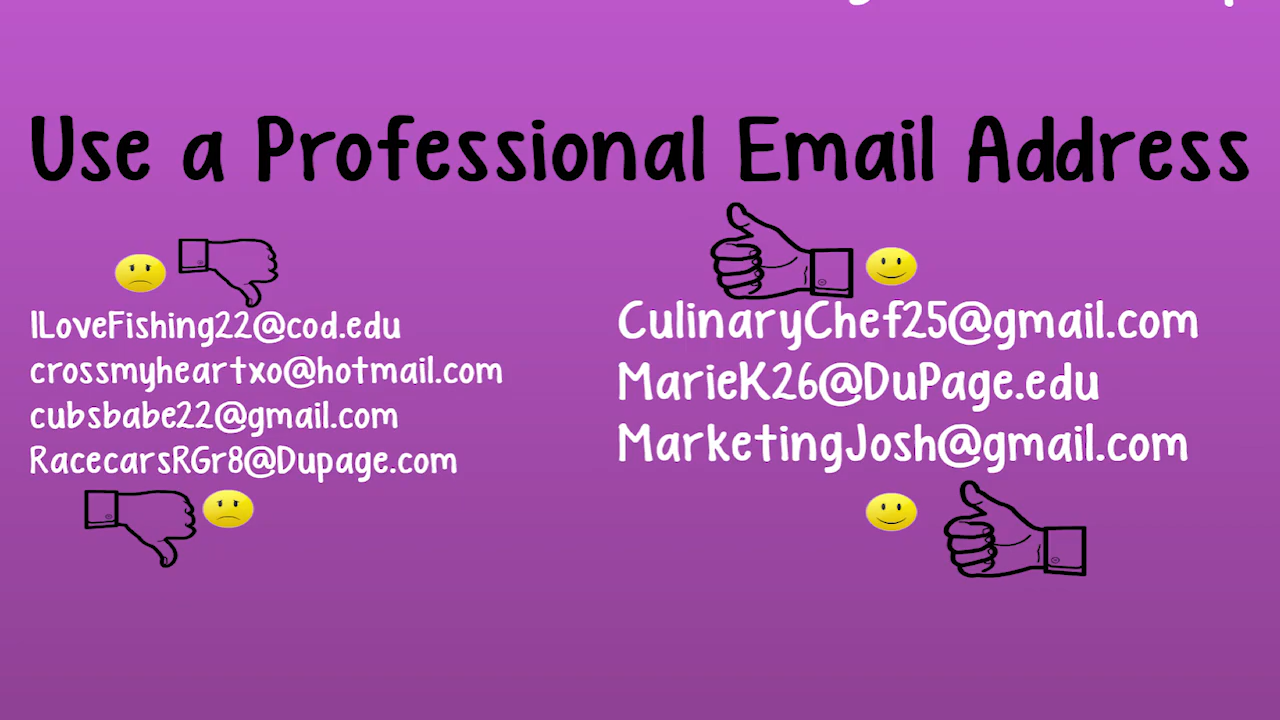 Use a Professional Email Address
ILoveFishing22@cod.edu
crossmyheartxo@hotmail.com
cubsbabe22@gmail.com
RacecarsRGr8@Dupage.com
CulinaryChef25@gmail.com
MarieK26@DuPage.edu
MarketingJosh@gmail.com